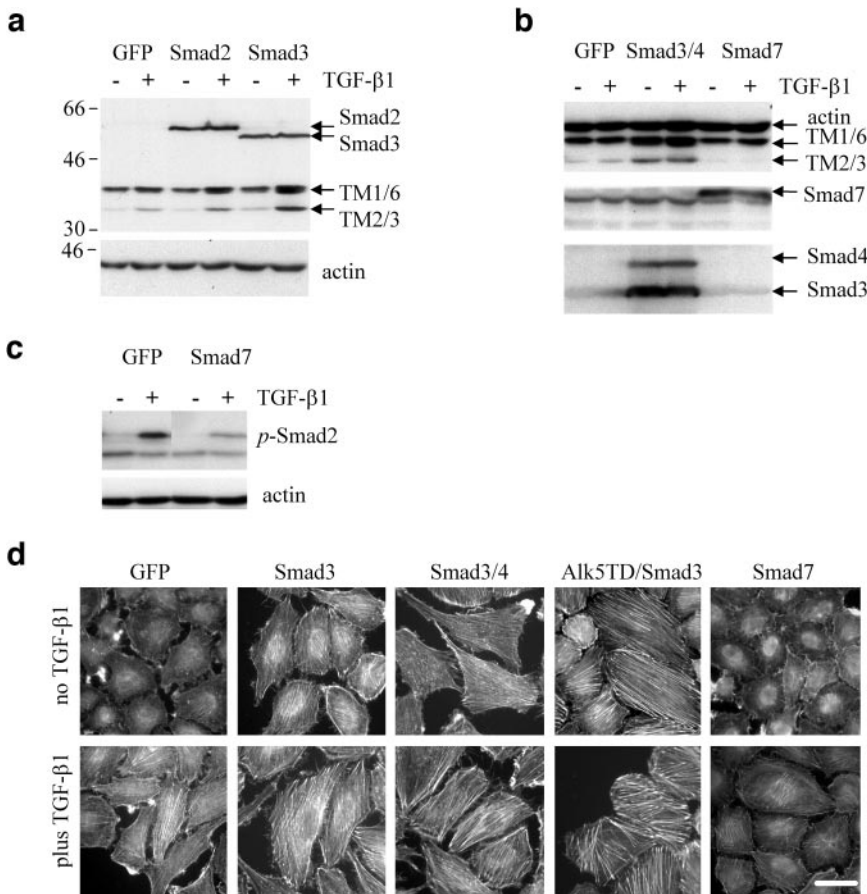 a
GFP Smad2 Smad3
- + - + - + TGF-β1
66
46
30
46
Smad2
Smad3
TM1/6
TM2/3
actin
b
GFP Smad3/4 Smad7
- + - + - + TGF-β1
actin
TM1/6
TM2/3
Smad7
Smad4
Smad3
c
GFP Smad7
- + - + TGF-β1
p-Smad2
actin
d
GFP Smad3 Smad3/4 Alk5TD/Smad3 Smad7
no TGF-β1
plus TGF-β1